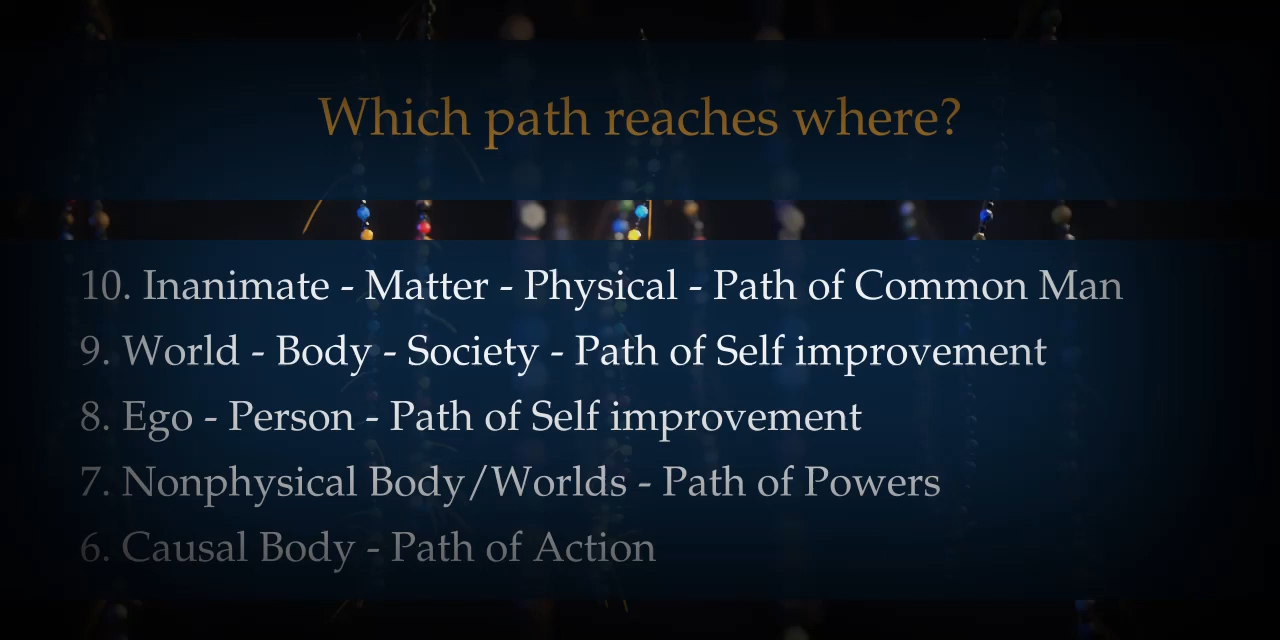 Which path reaches where?
10. Inanimate - Matter - Physical - Path of Common Man
9. World - Body - Society - Path of Self improvement
8. Ego - Person - Path of Self improvement
7. Nonphysical Body/Worlds - Path of Powers
6. Causal Body - Path of Action